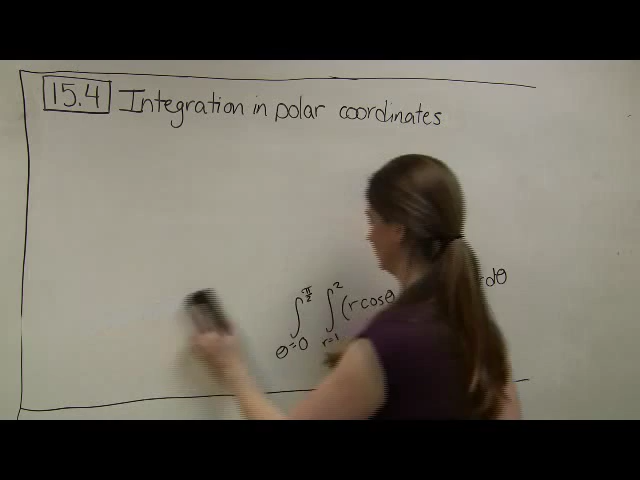 15.4 Integration in polar coordinates
∫_{θ=0}^{π/2} ∫_{r=1}^{2} (r cosθ dθ